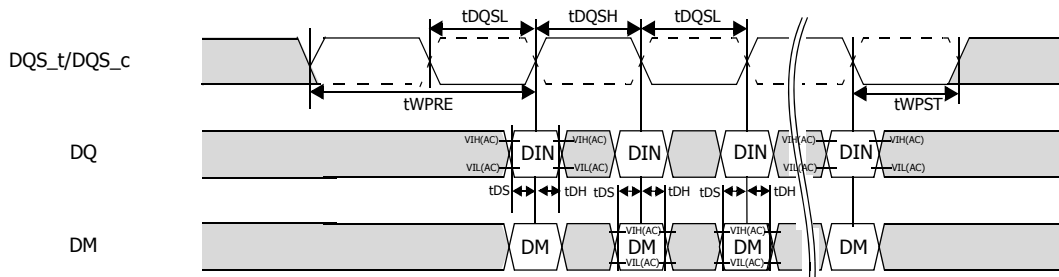 tDQSL tDQSH tDQSL
DQS_t/DQS_c
tWPRE tWPST
VIH(AC) VIH(AC) VIH(AC) VIH(AC) VIH(AC)
DQ DIN DIN DIN DIN
VIL(AC) VIL(AC) VIL(AC) VIL(AC) VIL(AC)
tDS tDH tDS tDH tDS tDH
VIH(AC) VIH(AC)
DM DM DM DM DM
VIL(AC) VIL(AC)